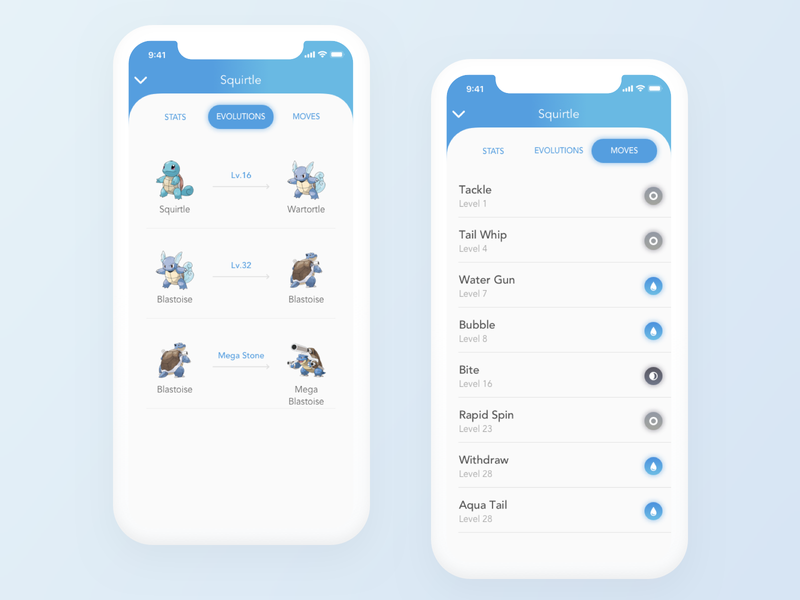 9:41
Squirtle
STATS
EVOLUTIONS
MOVES
Lv.16
Squirtle
Wartortle
Lv.32
Blastoise
Blastoise
Mega Stone
Blastoise
Mega
Blastoise
9:41
Squirtle
STATS
EVOLUTIONS
MOVES
Tackle
Level 1
Tail Whip
Level 4
Water Gun
Level 7
Bubble
Level 8
Bite
Level 16
Rapid Spin
Level 23
Withdraw
Level 28
Aqua Tail
Level 28